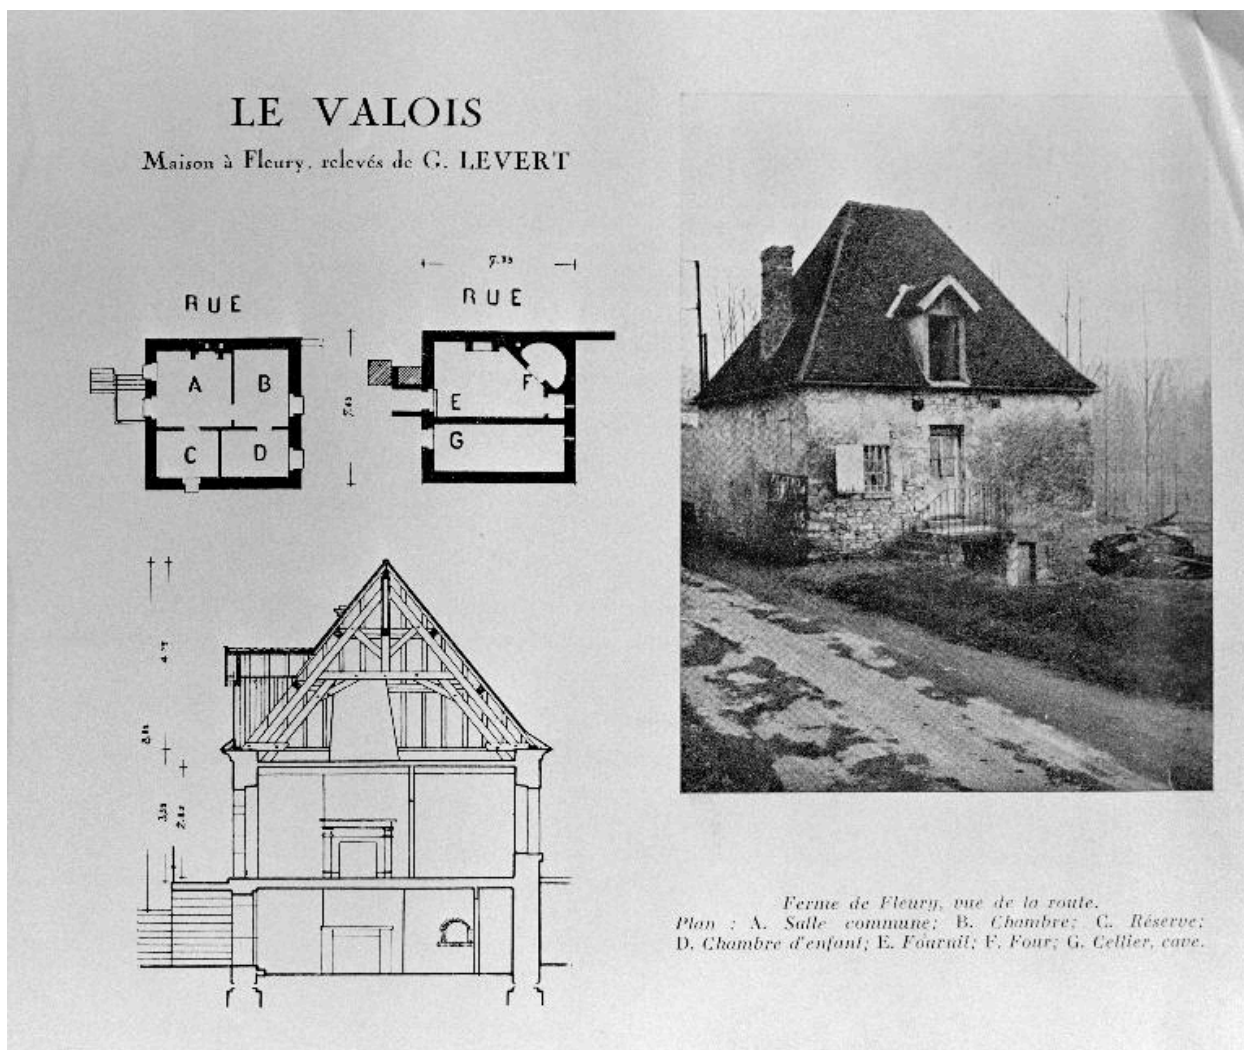 LE VALOIS
Maison à Fleury, relevés de G. LEVERT
RUE
A
B
C
D
RUE
E
F
G
Ferme de Fleury, vue de la route.
Plan : A. Salle commune; B. Chambre; C. Réserve;
D. Chambre d'enfant; E. Fournil; F. Four; G. Cellier, cave.